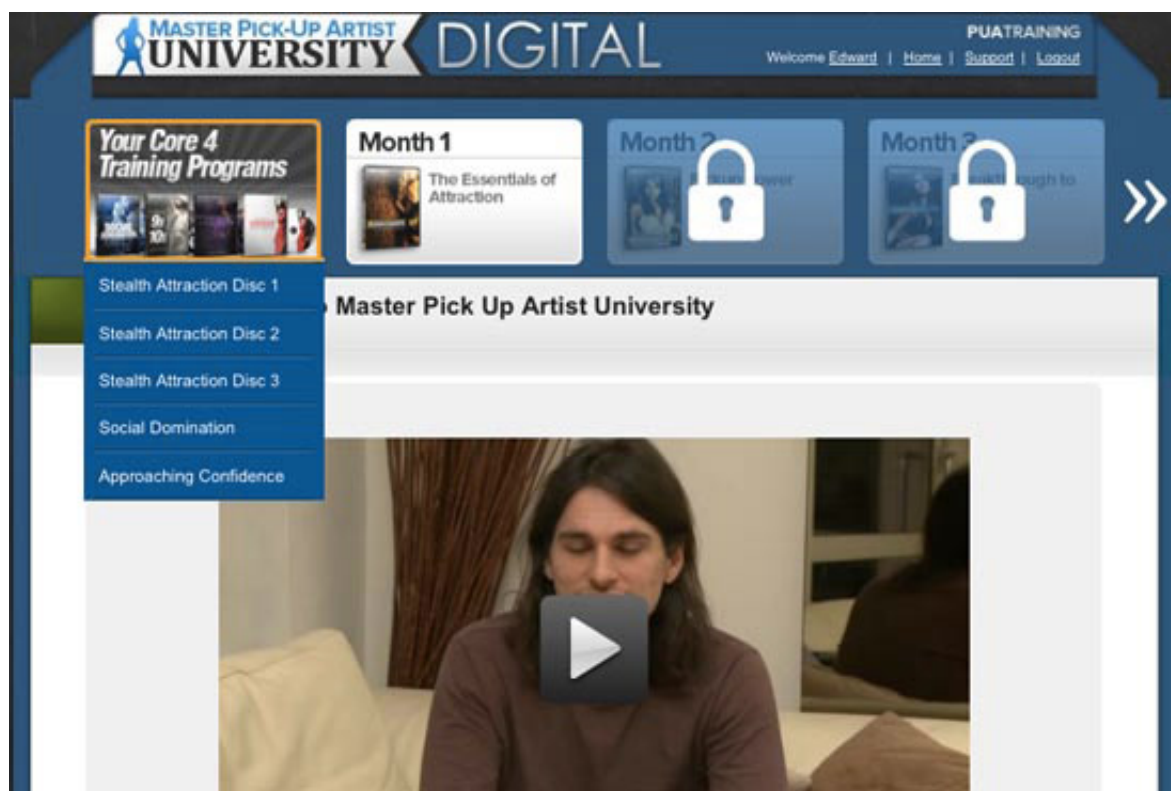 MASTER PICK-UP ARTIST
UNIVERSITY
DIGITAL
PUATRAINING
Welcome Edward | Home | Support | Logout
Your Core 4
Training Programs
Month 1
The Essentials of
Attraction
Month 2
Month 3
to
Master Pick Up Artist University
Stealth Attraction Disc 1
Stealth Attraction Disc 2
Stealth Attraction Disc 3
Social Domination
Approaching Confidence